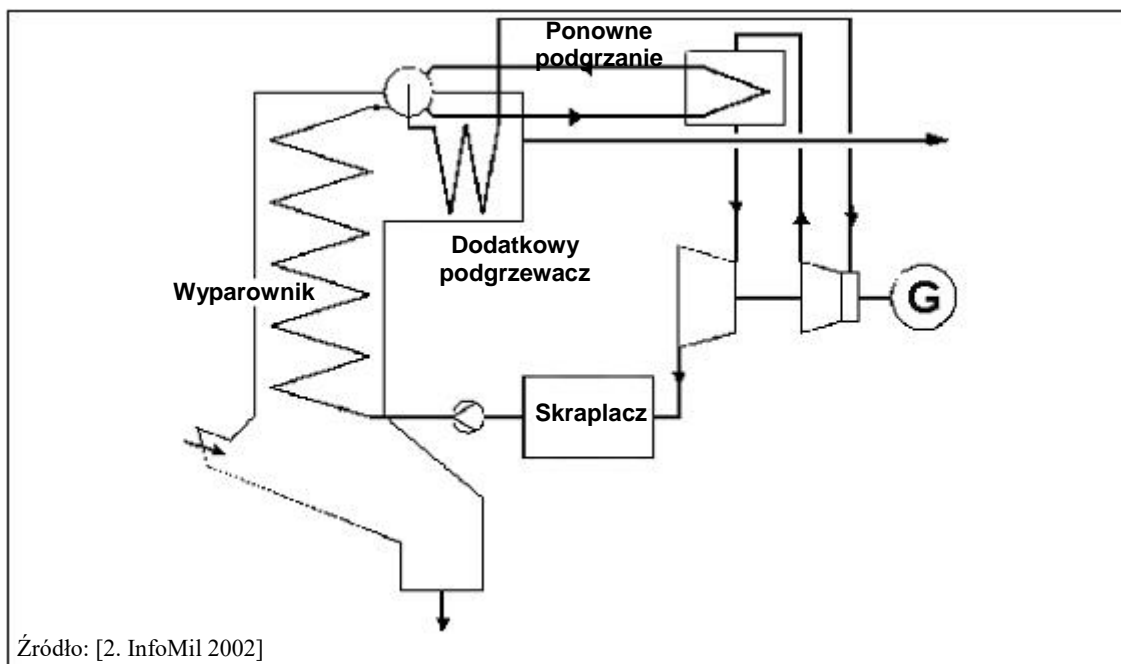 Ponowne
podgrzanie
Dodatkowy
podgrzewacz
Wyparownik
G
Skraplacz
Źródło: [2. InfoMil 2002]